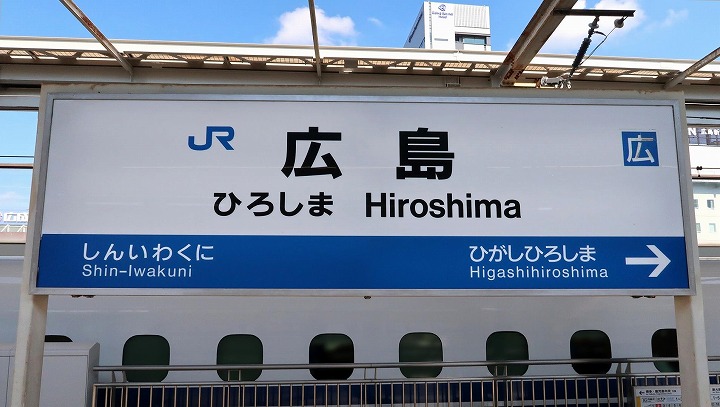 JR
広島
広
ひろしま Hiroshima
しんいわくに
Shin-Iwakuni
ひがしひろしま
Higashihiroshima
→